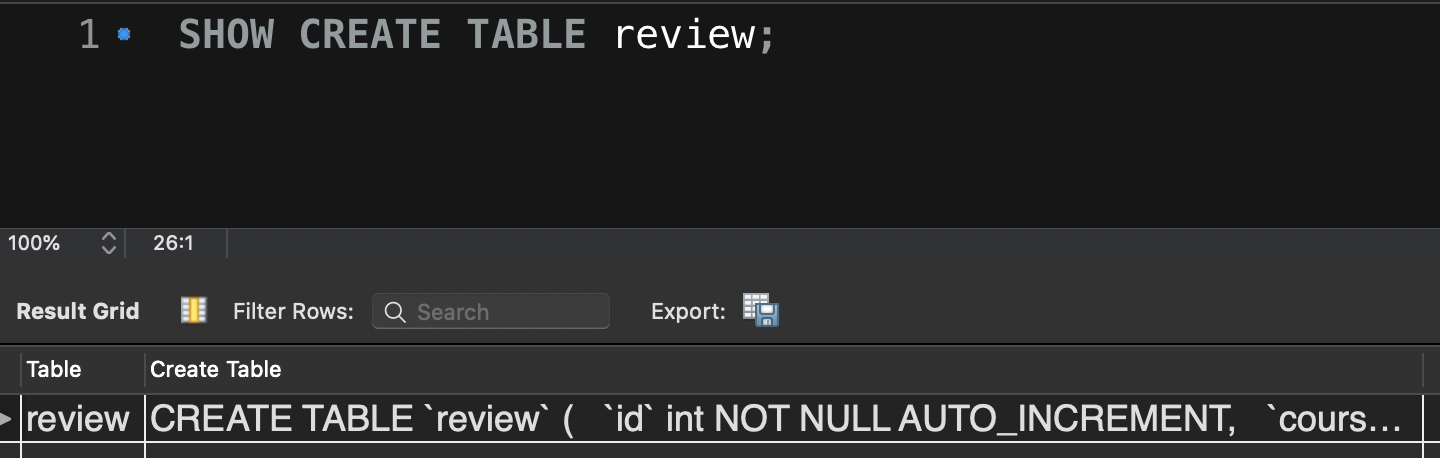 1 SHOW CREATE TABLE review;
100% 26:1
Result Grid Filter Rows: Search Export:
Table Create Table
review CREATE TABLE `review` ( `id` int NOT NULL AUTO_INCREMENT, `cours...